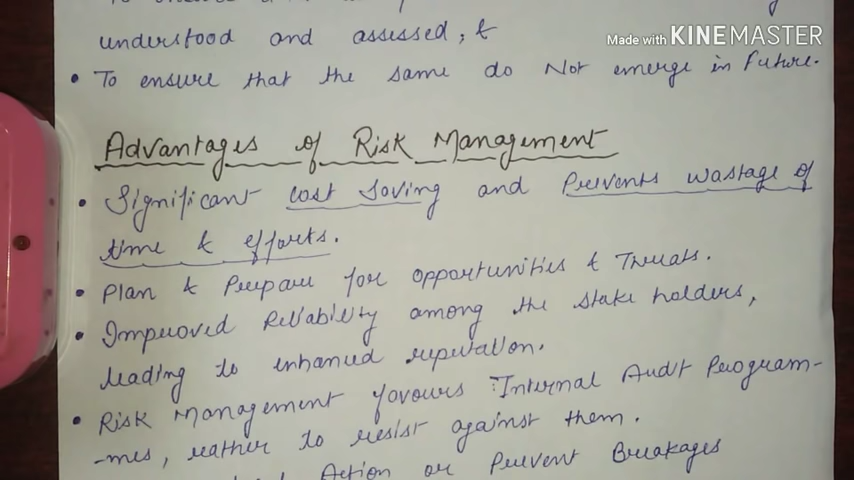 understood and assessed, &
Made with KINEMASTER
• To ensure that the same do Not emerge in Future.
Advantages of Risk Management
• Significant cost saving and Prevents wastage of
time & efforts.
• Plan & Prepare for opportunities & Threats.
• Improved Reliability among the stake holders,
leading to enhanced reputation.
• Risk Management favours Internal Audit Program-
-mes, rather to resist against them.
Action or Prevent Breakages